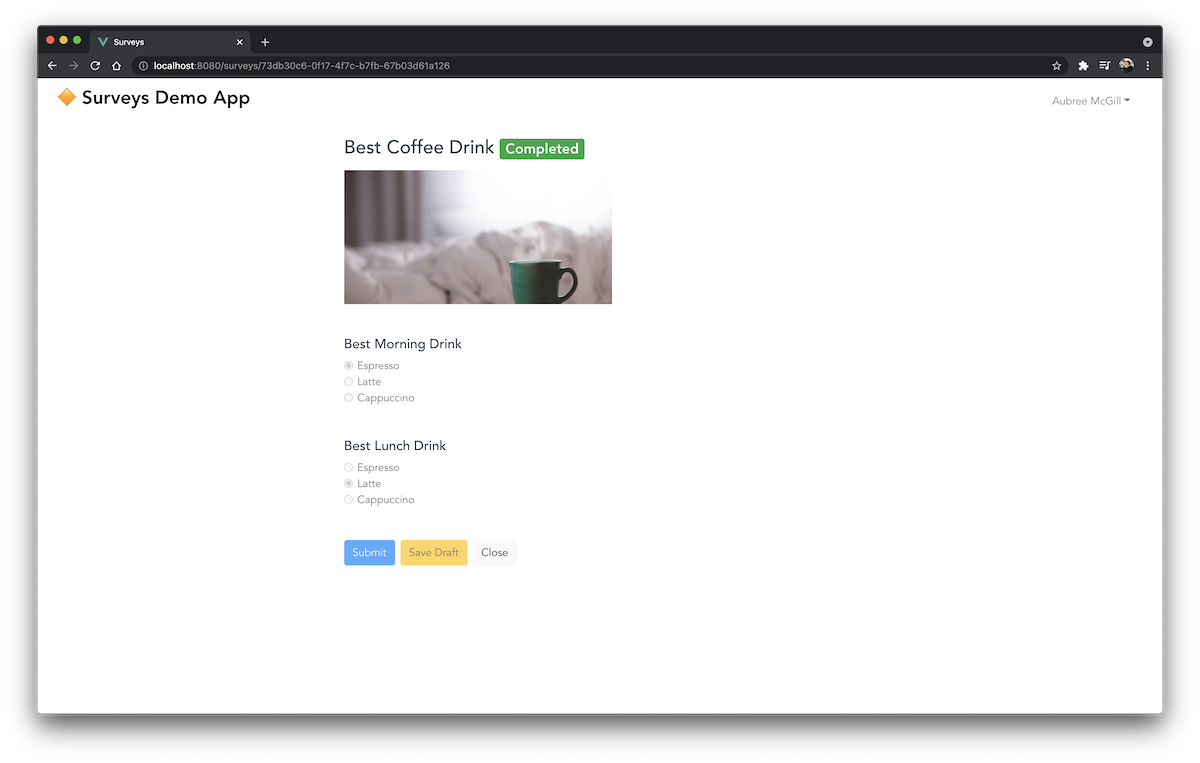 Surveys
localhost:8080/surveys/73db30c6-0f17-4f7c-b7fb-67b03d61a126
Surveys Demo App
Aubree McGill
Best Coffee Drink Completed
Best Morning Drink
Espresso
Latte
Cappuccino
Best Lunch Drink
Espresso
Latte
Cappuccino
Submit Save Draft Close